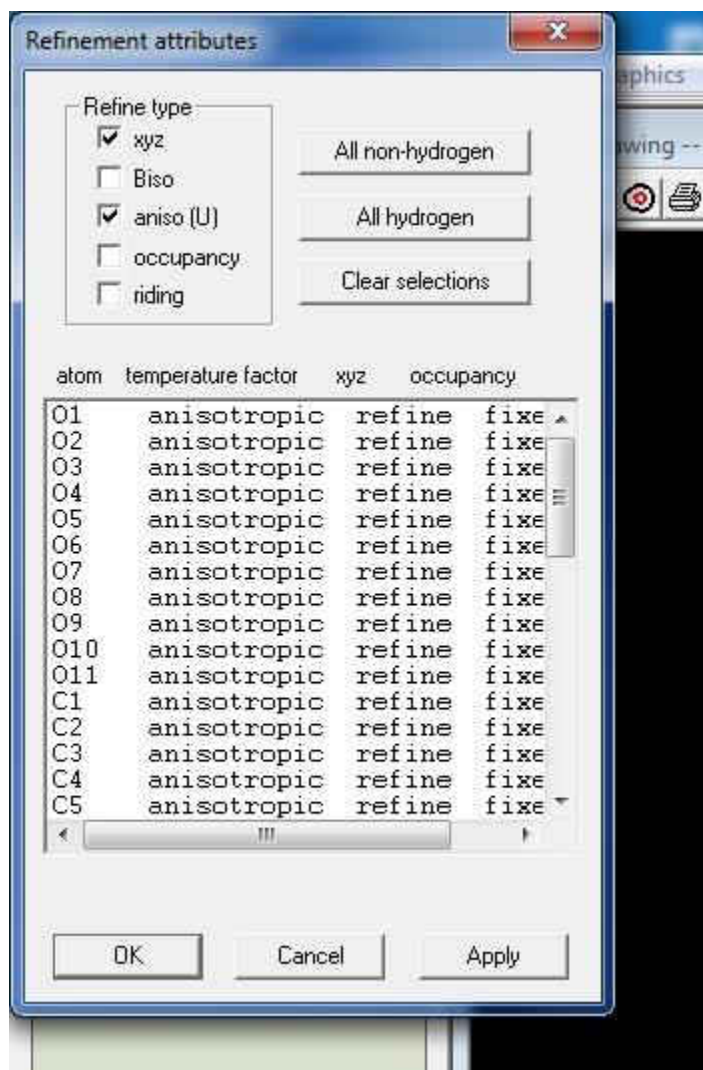 Refinement attributes
aphics
Refine type
xyz
Biso
aniso (U)
occupancy
riding
All non-hydrogen
All hydrogen
Clear selections
wing --
atom temperature factor xyz occupancy
O1 anisotropic refine fixe
O2 anisotropic refine fixe
O3 anisotropic refine fixe
O4 anisotropic refine fixe
O5 anisotropic refine fixe
O6 anisotropic refine fixe
O7 anisotropic refine fixe
O8 anisotropic refine fixe
O9 anisotropic refine fixe
O10 anisotropic refine fixe
O11 anisotropic refine fixe
C1 anisotropic refine fixe
C2 anisotropic refine fixe
C3 anisotropic refine fixe
C4 anisotropic refine fixe
C5 anisotropic refine fixe
OK Cancel Apply